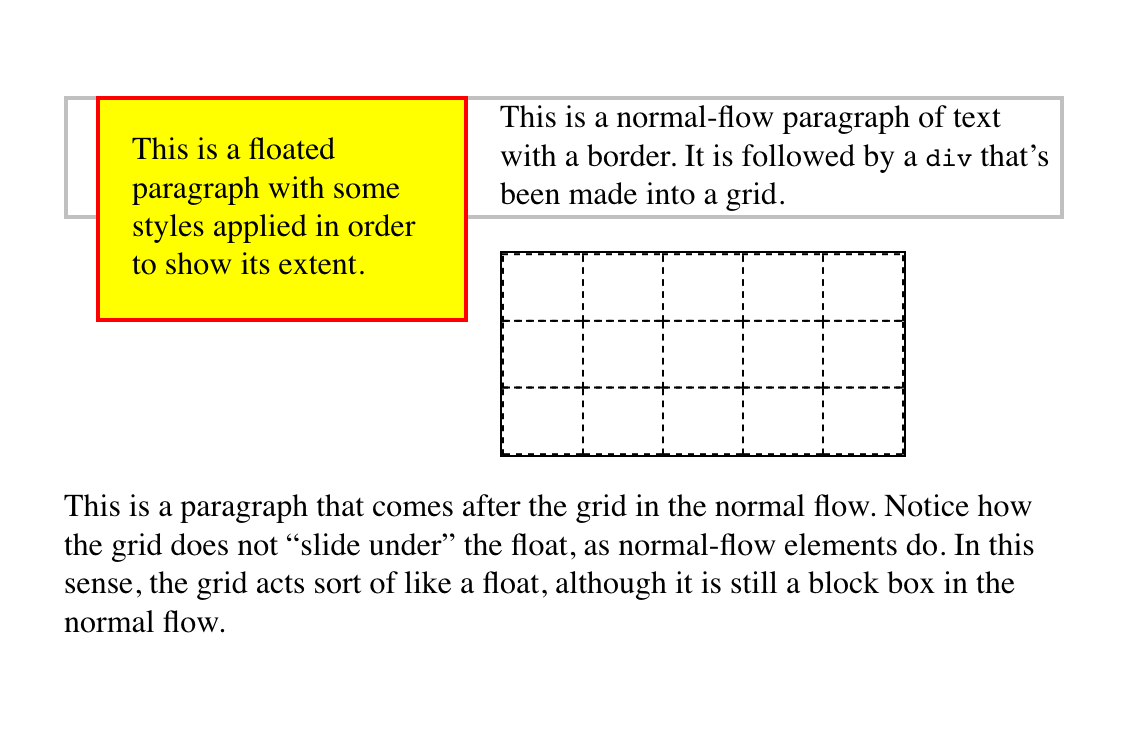 This is a floated
paragraph with some
styles applied in order
to show its extent.
This is a normal-flow paragraph of text
with a border. It is followed by a div that’s
been made into a grid.
This is a paragraph that comes after the grid in the normal flow. Notice how
the grid does not “slide under” the float, as normal-flow elements do. In this
sense, the grid acts sort of like a float, although it is still a block box in the
normal flow.